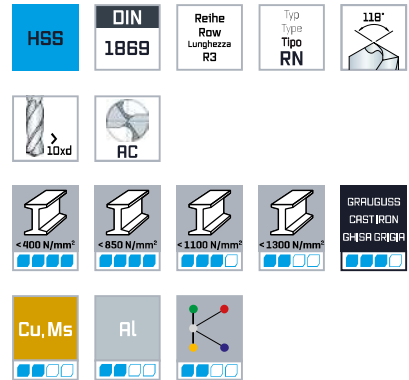 HSS
DIN
1869
Reihe
Row
Lunghezza
R3
Typ
Type
Tipo
RN
118°
>
10xd
AC
<400 N/mm²
<850 N/mm²
<1100 N/mm²
<1300 N/mm²
GRAUGUSS
CAST IRON
GHISA GRIGIA
Cu, Ms
Al